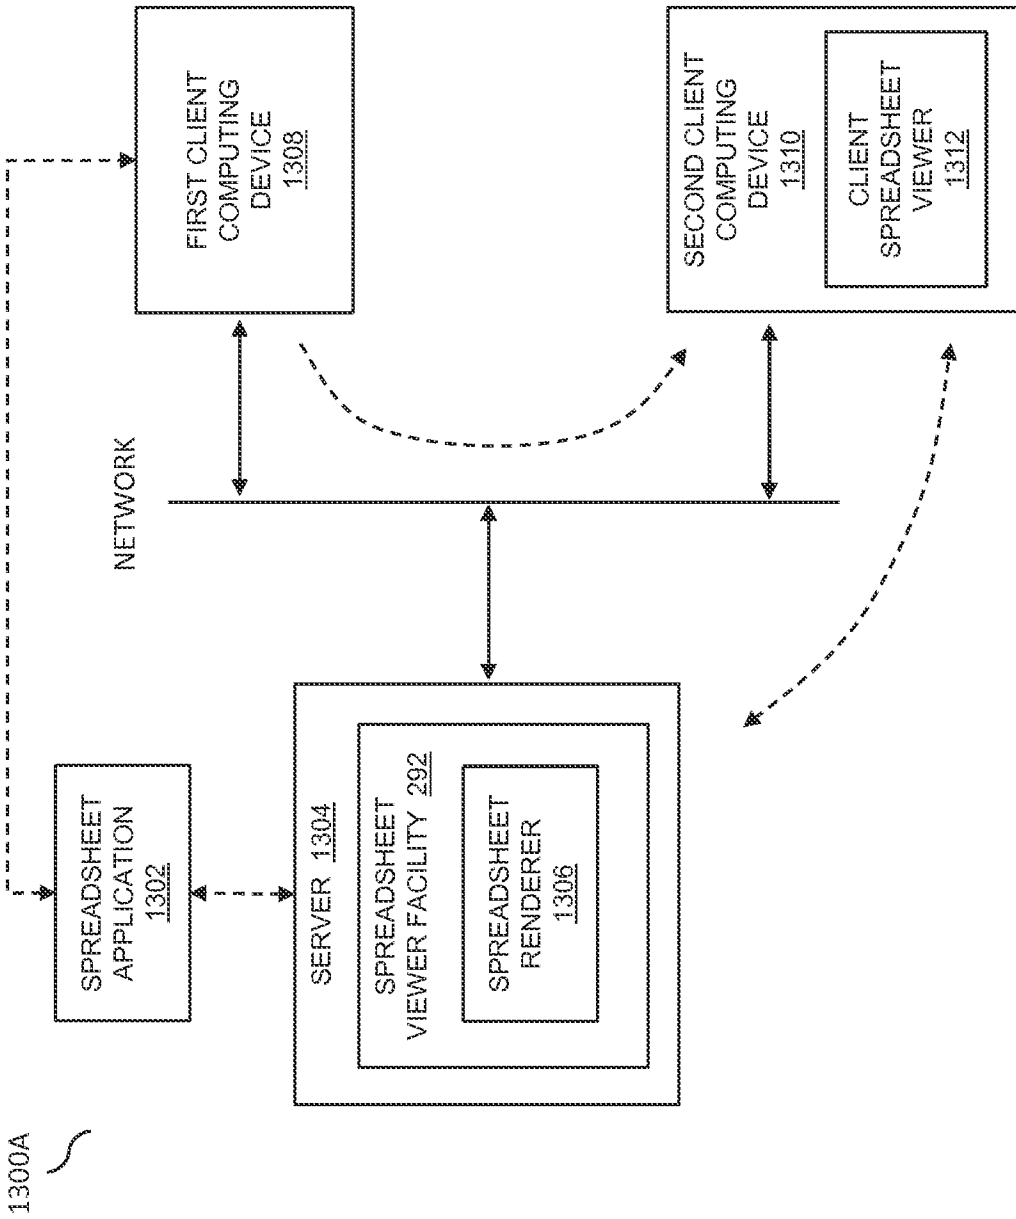 1300A
SPREADSHEET
APPLICATION
1302
SERVER 1304
SPREADSHEET
VIEWER FACILITY 292
SPREADSHEET
RENDERER
1306
NETWORK
FIRST CLIENT
COMPUTING
DEVICE
1308
SECOND CLIENT
COMPUTING
DEVICE
1310
CLIENT
SPREADSHEET
VIEWER
1312